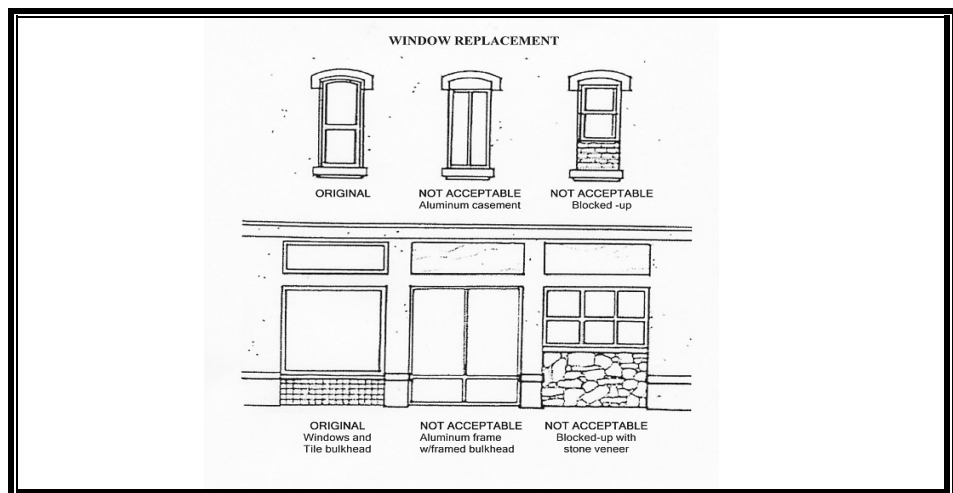 WINDOW REPLACEMENT
ORIGINAL
NOT ACCEPTABLE
Aluminum casement
NOT ACCEPTABLE
Blocked -up
ORIGINAL
Windows and
Tile bulkhead
NOT ACCEPTABLE
Aluminum frame
w/framed bulkhead
NOT ACCEPTABLE
Blocked-up with
stone veneer